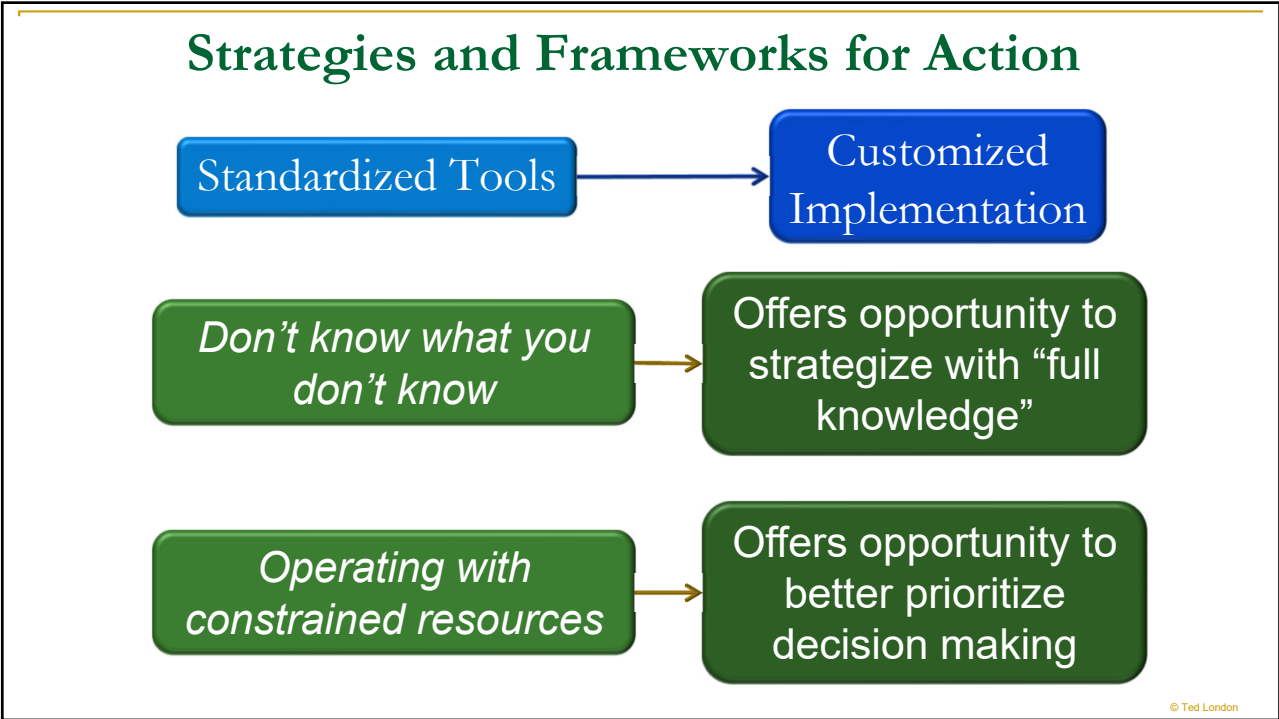 Strategies and Frameworks for Action
Standardized Tools
Customized
Implementation
Don’t know what you
don’t know
Offers opportunity to
strategize with “full
knowledge”
Operating with
constrained resources
Offers opportunity to
better prioritize
decision making
© Ted London